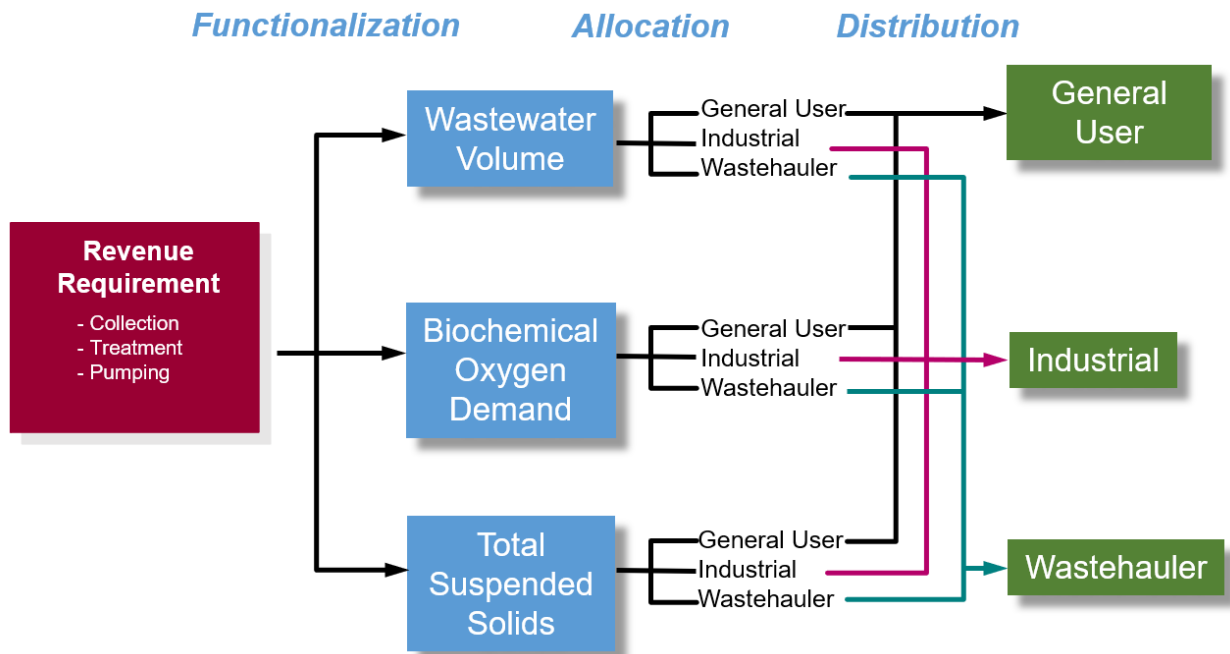 Functionalization
Allocation
Distribution
Revenue
Requirement
- Collection
- Treatment
- Pumping
Wastewater
Volume
General User
Industrial
Wastehauler
General
User
Biochemical
Oxygen
Demand
General User
Industrial
Wastehauler
Industrial
Total
Suspended
Solids
General User
Industrial
Wastehauler
Wastehauler